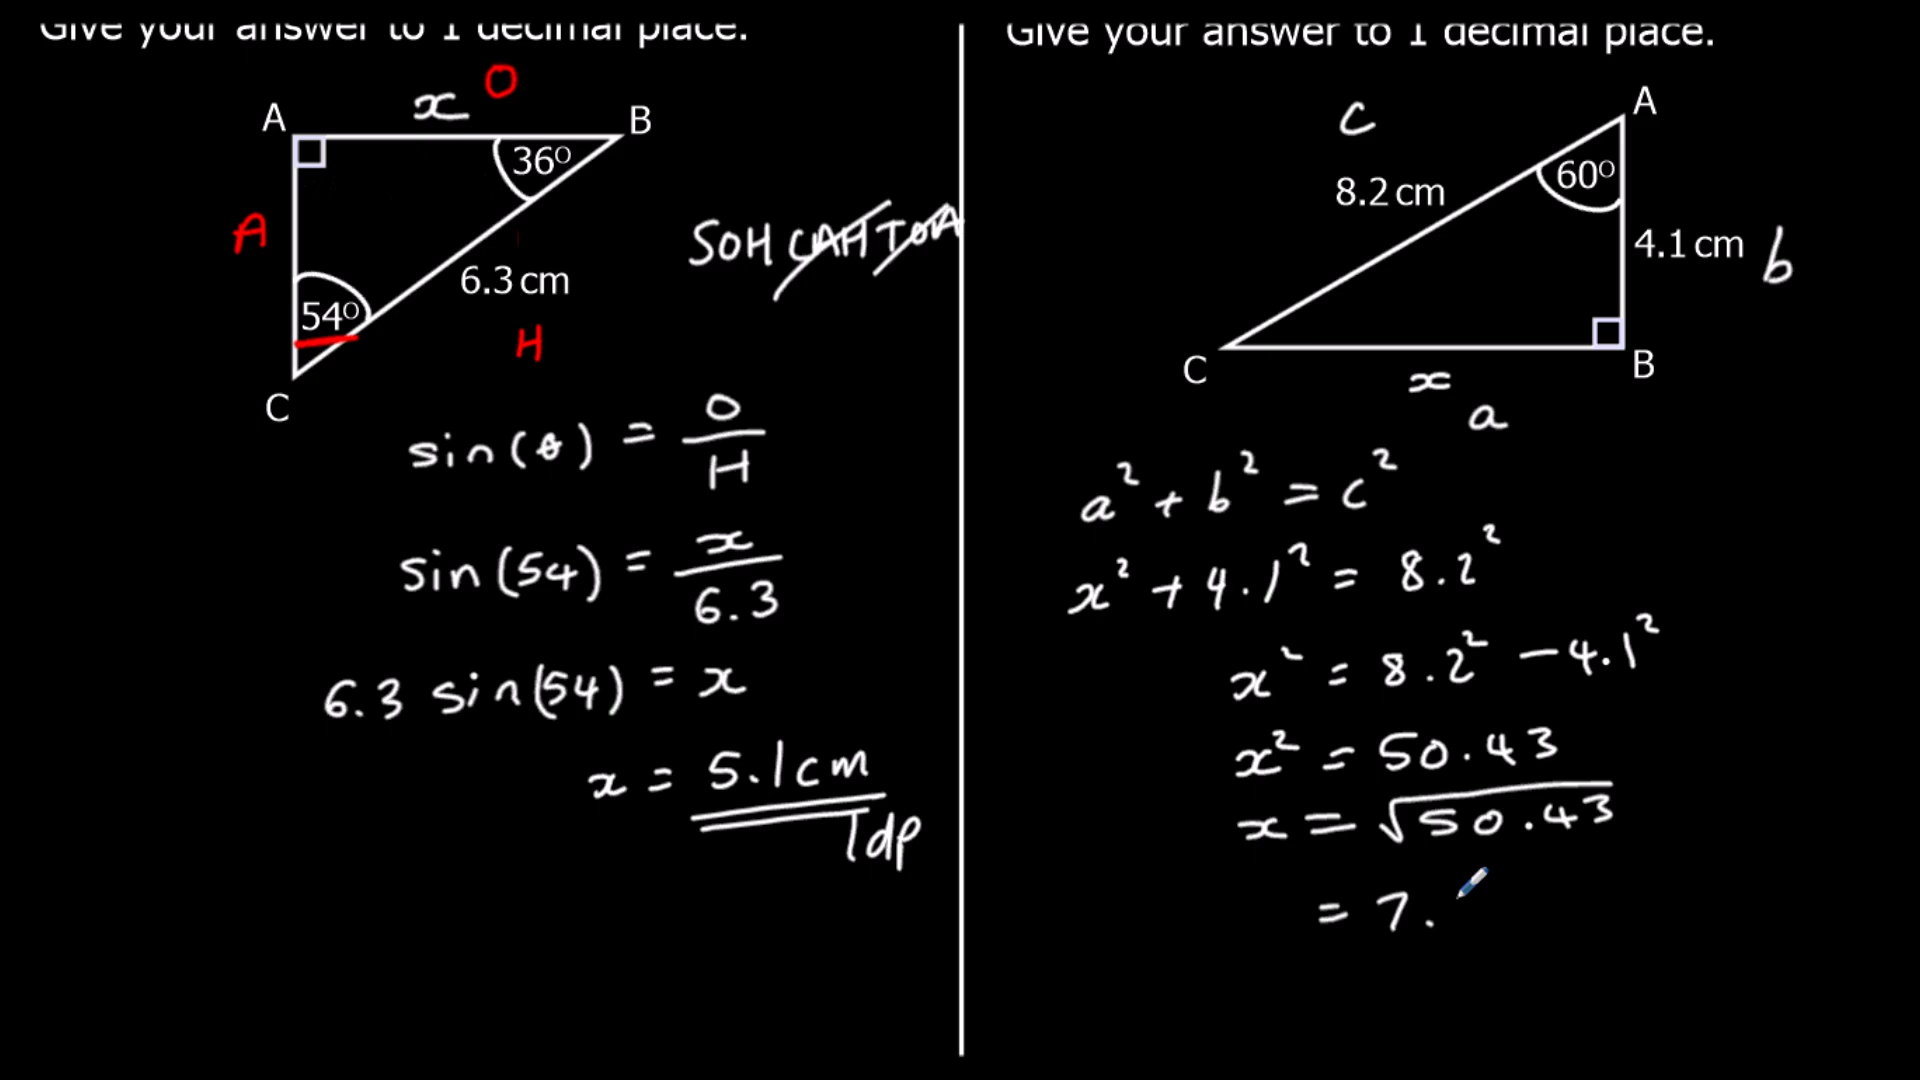 Give your answer to 1 decimal place.
x O
A B
36º
A
SOH CAH TOA
6.3 cm
54º
H
C
sin(θ) = O/H
sin(54) = x/6.3
6.3 sin(54) = x
x = 5.1cm
1dp
Give your answer to 1 decimal place.
A
c
60º
8.2 cm
4.1 cm b
C B
x
a
a² + b² = c²
x² + 4.1² = 8.2²
x² = 8.2² - 4.1²
x² = 50.43
x = √50.43
= 7.